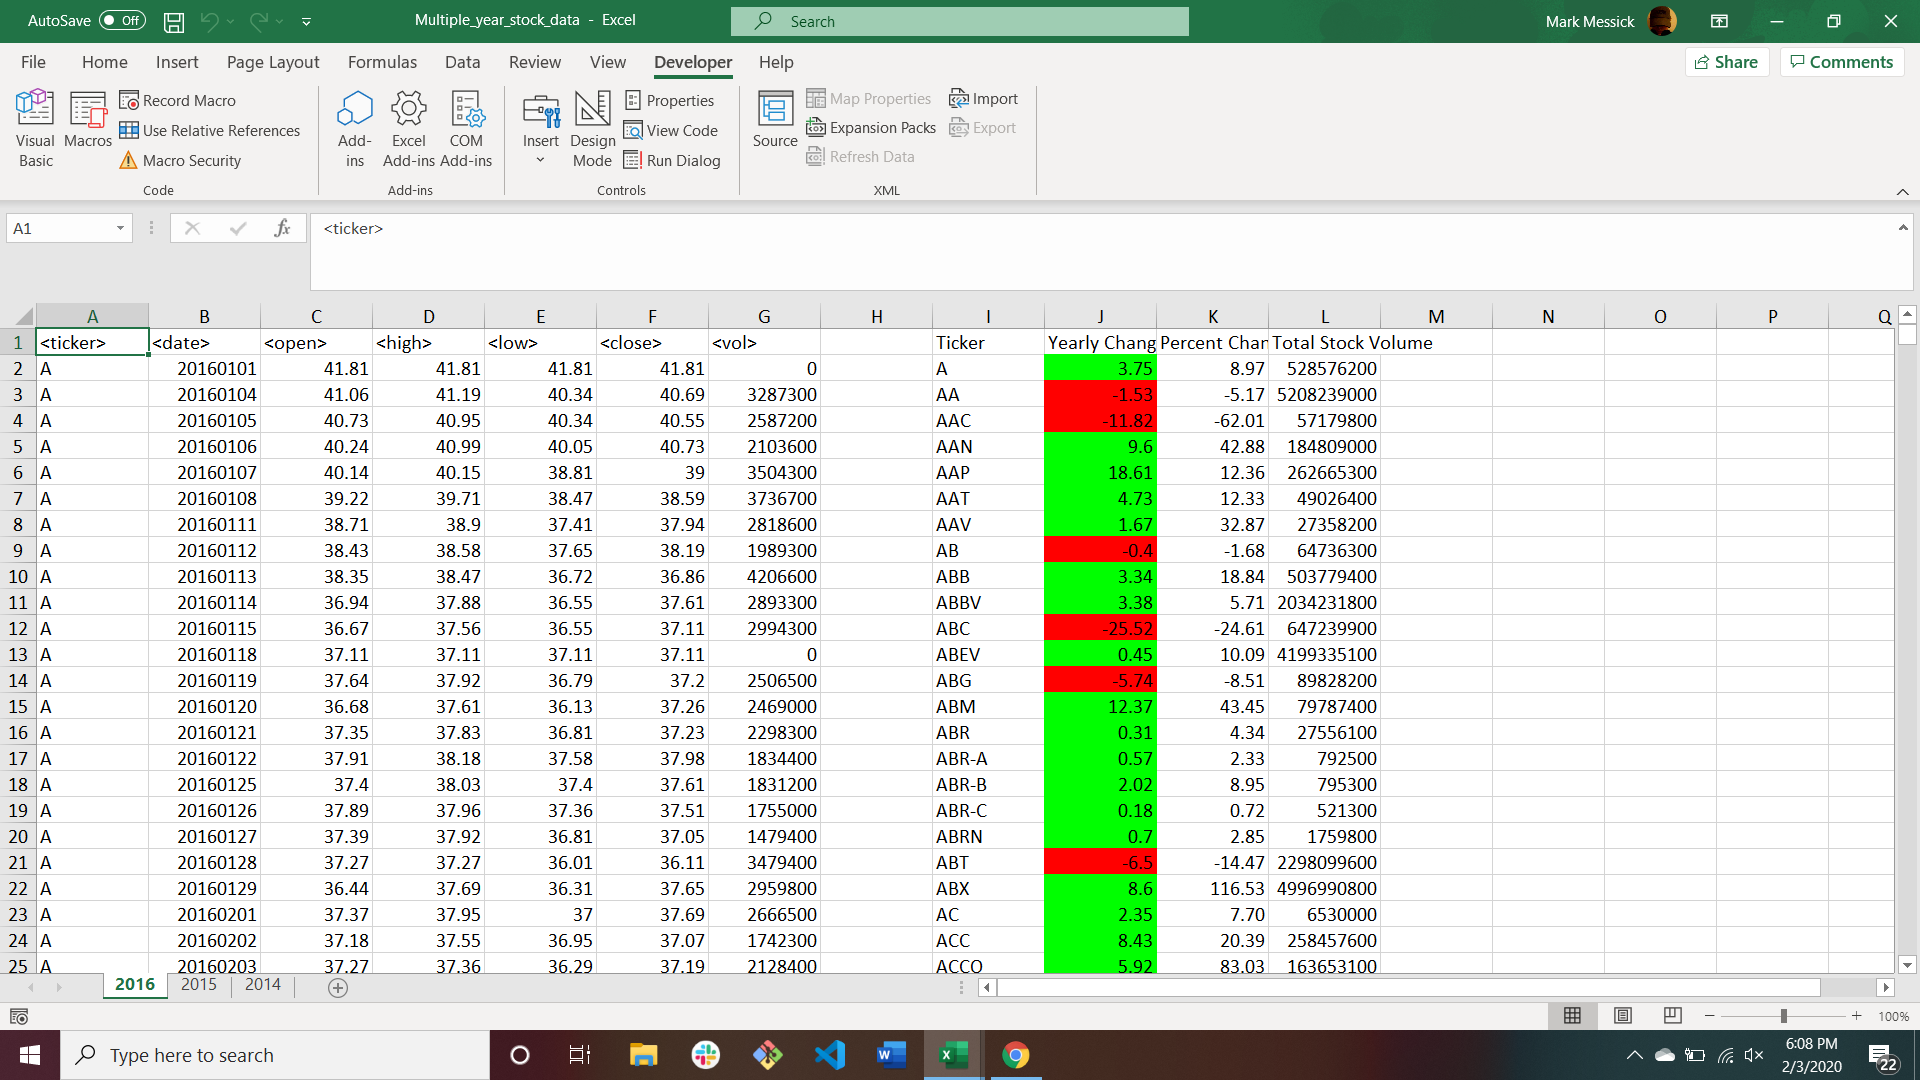 AutoSave Off Multiple_year_stock_data - Excel Search Mark Messick
File Home Insert Page Layout Formulas Data Review View Developer Help Share Comments
Visual Basic
Macros
Record Macro
Use Relative References
Macro Security
Code
Add-ins
Excel Add-ins
COM Add-ins
Add-ins
Insert
Design Mode
Properties
View Code
Run Dialog
Controls
Source
Map Properties
Expansion Packs
Refresh Data
Import
Export
XML
A1 fx <ticker>
A B C D E F G H I J K L M N O P Q
1 <ticker> <date> <open> <high> <low> <close> <vol> Ticker Yearly Chang Percent Chan Total Stock Volume
2 A 20160101 41.81 41.81 41.81 41.81 0 A 3.75 8.97 528576200
3 A 20160104 41.06 41.19 40.34 40.69 3287300 AA -1.53 -5.17 5208239000
4 A 20160105 40.73 40.95 40.34 40.55 2587200 AAC -11.82 -62.01 57179800
5 A 20160106 40.24 40.99 40.05 40.73 2103600 AAN 9.6 42.88 184809000
6 A 20160107 40.14 40.15 38.81 39 3504300 AAP 18.61 12.36 262665300
7 A 20160108 39.22 39.71 38.47 38.59 3736700 AAT 4.73 12.33 49026400
8 A 20160111 38.71 38.9 37.41 37.94 2818600 AAV 1.67 32.87 27358200
9 A 20160112 38.43 38.58 37.65 38.19 1989300 AB -0.4 -1.68 64736300
10 A 20160113 38.35 38.47 36.72 36.86 4206600 ABB 3.34 18.84 503779400
11 A 20160114 36.94 37.88 36.55 37.61 2893300 ABBV 3.38 5.71 2034231800
12 A 20160115 36.67 37.56 36.55 37.11 2994300 ABC -25.52 -24.61 647239900
13 A 20160118 37.11 37.11 37.11 37.11 0 ABEV 0.45 10.09 4199335100
14 A 20160119 37.64 37.92 36.79 37.2 2506500 ABG -5.74 -8.51 89828200
15 A 20160120 36.68 37.61 36.13 37.26 2469000 ABM 12.37 43.45 79787400
16 A 20160121 37.35 37.83 36.81 37.23 2298300 ABR 0.31 4.34 27556100
17 A 20160122 37.91 38.18 37.58 37.98 1834400 ABR-A 0.57 2.33 792500
18 A 20160125 37.4 38.03 37.4 37.61 1831200 ABR-B 2.02 8.95 795300
19 A 20160126 37.89 37.96 37.36 37.51 1755000 ABR-C 0.18 0.72 521300
20 A 20160127 37.39 37.92 36.81 37.05 1479400 ABRN 0.7 2.85 1759800
21 A 20160128 37.27 37.27 36.01 36.11 3479400 ABT -6.5 -14.47 2298099600
22 A 20160129 36.44 37.69 36.31 37.65 2959800 ABX 8.6 116.53 4996990800
23 A 20160201 37.37 37.95 37 37.69 2666500 AC 2.35 7.70 6530000
24 A 20160202 37.18 37.55 36.95 37.07 1742300 ACC 8.43 20.39 258457600
25 A 20160203 37.27 37.36 36.29 37.19 2128400 ACCO 5.92 83.03 163653100
2016 2015 2014
100%
Type here to search
6:08 PM
2/3/2020
22